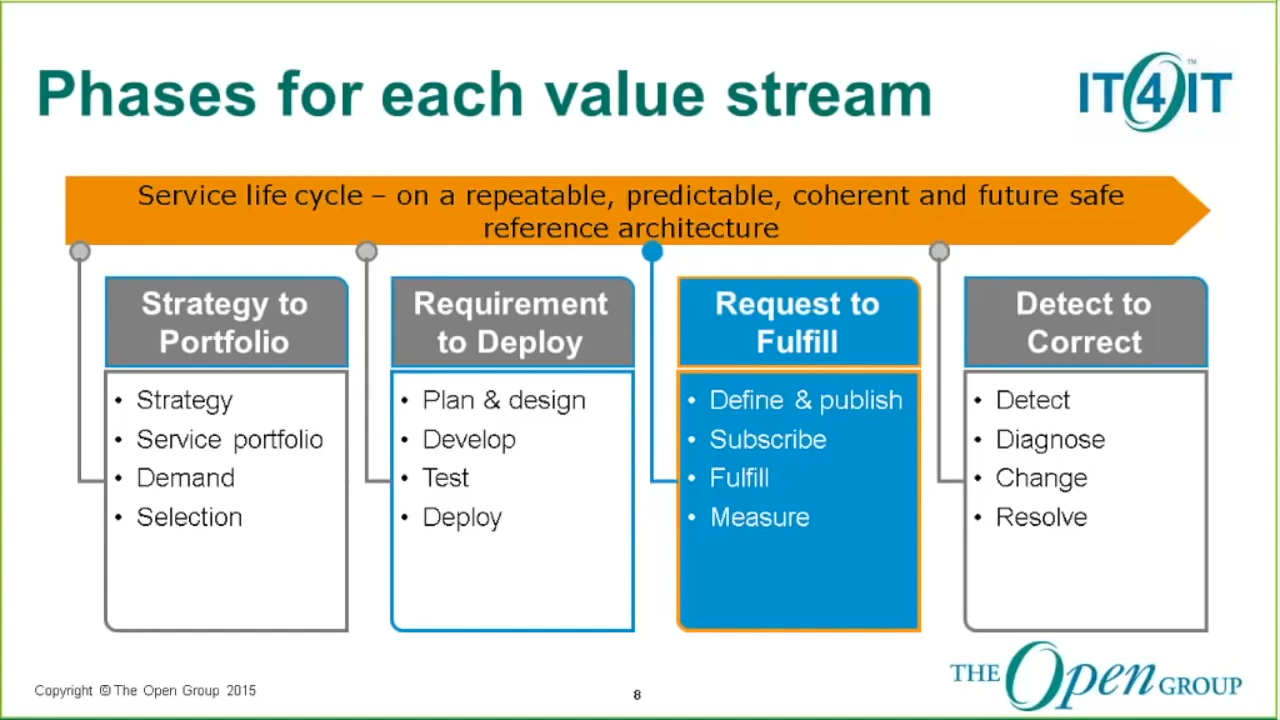 Phases for each value stream
IT4IT™
Service life cycle – on a repeatable, predictable, coherent and future safe
reference architecture
Strategy to
Portfolio
• Strategy
• Service portfolio
• Demand
• Selection
Requirement
to Deploy
• Plan & design
• Develop
• Test
• Deploy
Request to
Fulfill
• Define & publish
• Subscribe
• Fulfill
• Measure
Detect to
Correct
• Detect
• Diagnose
• Change
• Resolve
Copyright © The Open Group 2015
8
THE Open GROUP